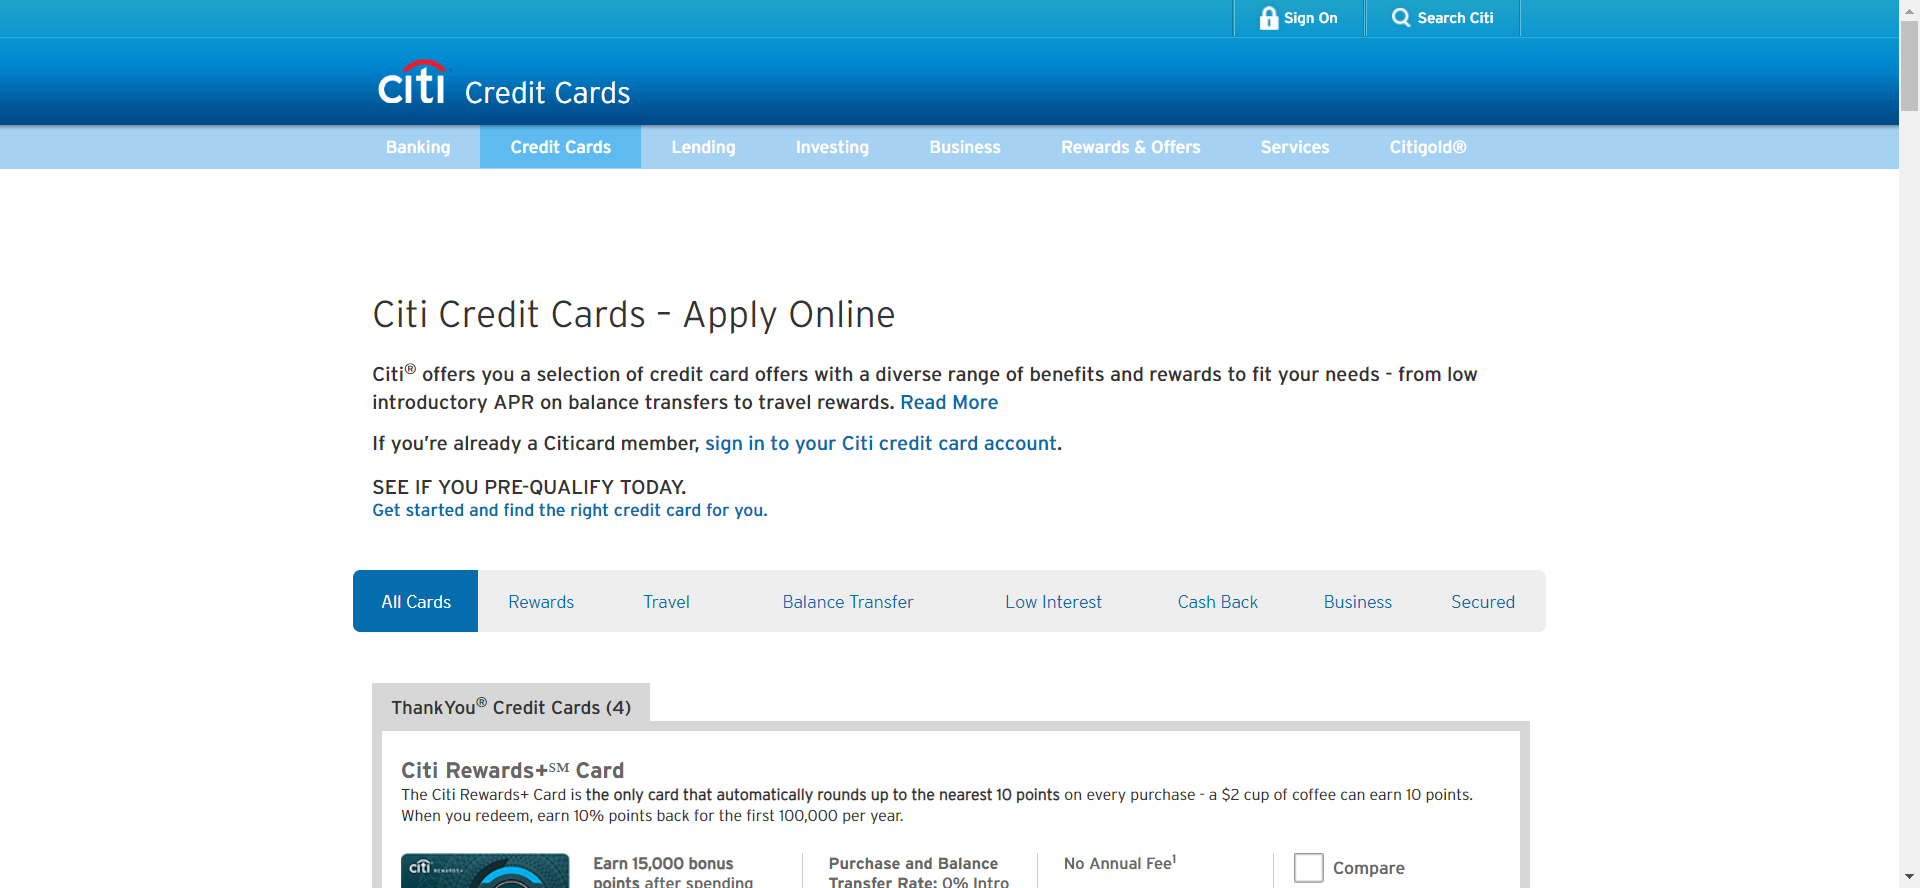 Sign On
Search Citi
citi Credit Cards
Banking
Credit Cards
Lending
Investing
Business
Rewards & Offers
Services
Citigold®
Citi Credit Cards – Apply Online
Citi® offers you a selection of credit card offers with a diverse range of benefits and rewards to fit your needs - from low
introductory APR on balance transfers to travel rewards. Read More
If you’re already a Citicard member, sign in to your Citi credit card account.
SEE IF YOU PRE-QUALIFY TODAY.
Get started and find the right credit card for you.
All Cards
Rewards
Travel
Balance Transfer
Low Interest
Cash Back
Business
Secured
ThankYou® Credit Cards (4)
Citi Rewards+℠ Card
The Citi Rewards+ Card is the only card that automatically rounds up to the nearest 10 points on every purchase - a $2 cup of coffee can earn 10 points.
When you redeem, earn 10% points back for the first 100,000 per year.
citi REWARDS+
Earn 15,000 bonus
points after spending
Purchase and Balance
Transfer Rate: 0% Intro
No Annual Fee¹
Compare